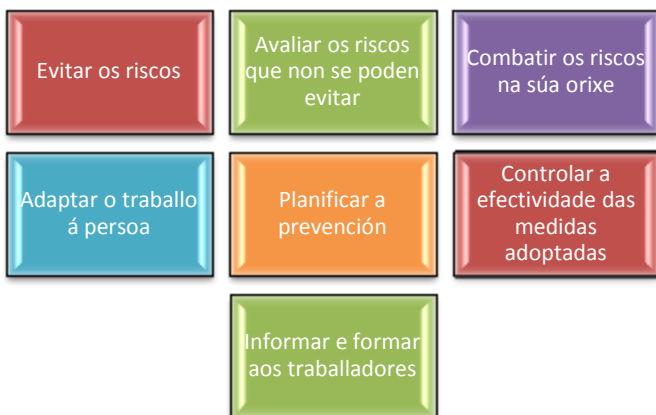 Evitar os riscos
Avaliar os riscos
que non se poden
evitar
Combatir os riscos
na súa orixe
Adaptar o traballo
á persoa
Planificar a
prevención
Controlar a
efectividade das
medidas
adoptadas
Informar e formar
aos traballadores